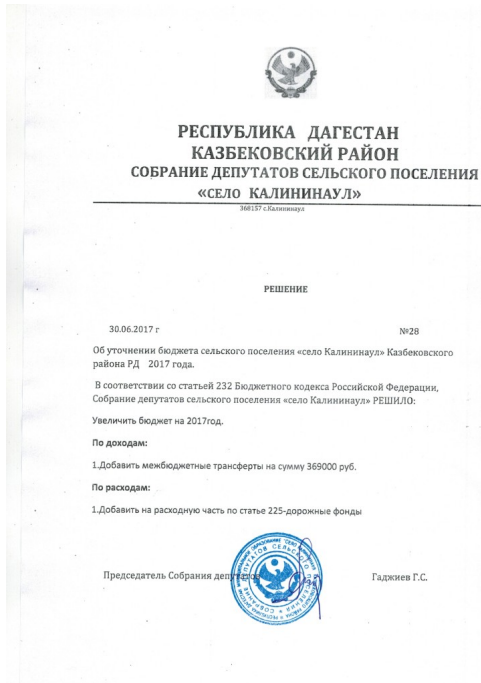 РЕСПУБЛИКА ДАГЕСТАН
КАЗБЕКОВСКИЙ РАЙОН
СОБРАНИЕ ДЕПУТАТОВ СЕЛЬСКОГО ПОСЕЛЕНИЯ
«СЕЛО КАЛИНИНАУЛ»
368157 с.Калининаул
РЕШЕНИЕ
30.06.2017 г №28
Об уточнении бюджета сельского поселения «село Калининаул» Казбековского
района РД 2017 года.
В соответствии со статьей 232 Бюджетного кодекса Российской Федерации,
Собрание депутатов сельского поселения «село Калининаул» РЕШИЛО:
Увеличить бюджет на 2017год.
По доходам:
1.Добавить межбюджетные трансферты на сумму 369000 руб.
По расходам:
1.Добавить на расходную часть по статье 225-дорожные фонды
Председатель Собрания депутатов Гаджиев Г.С.